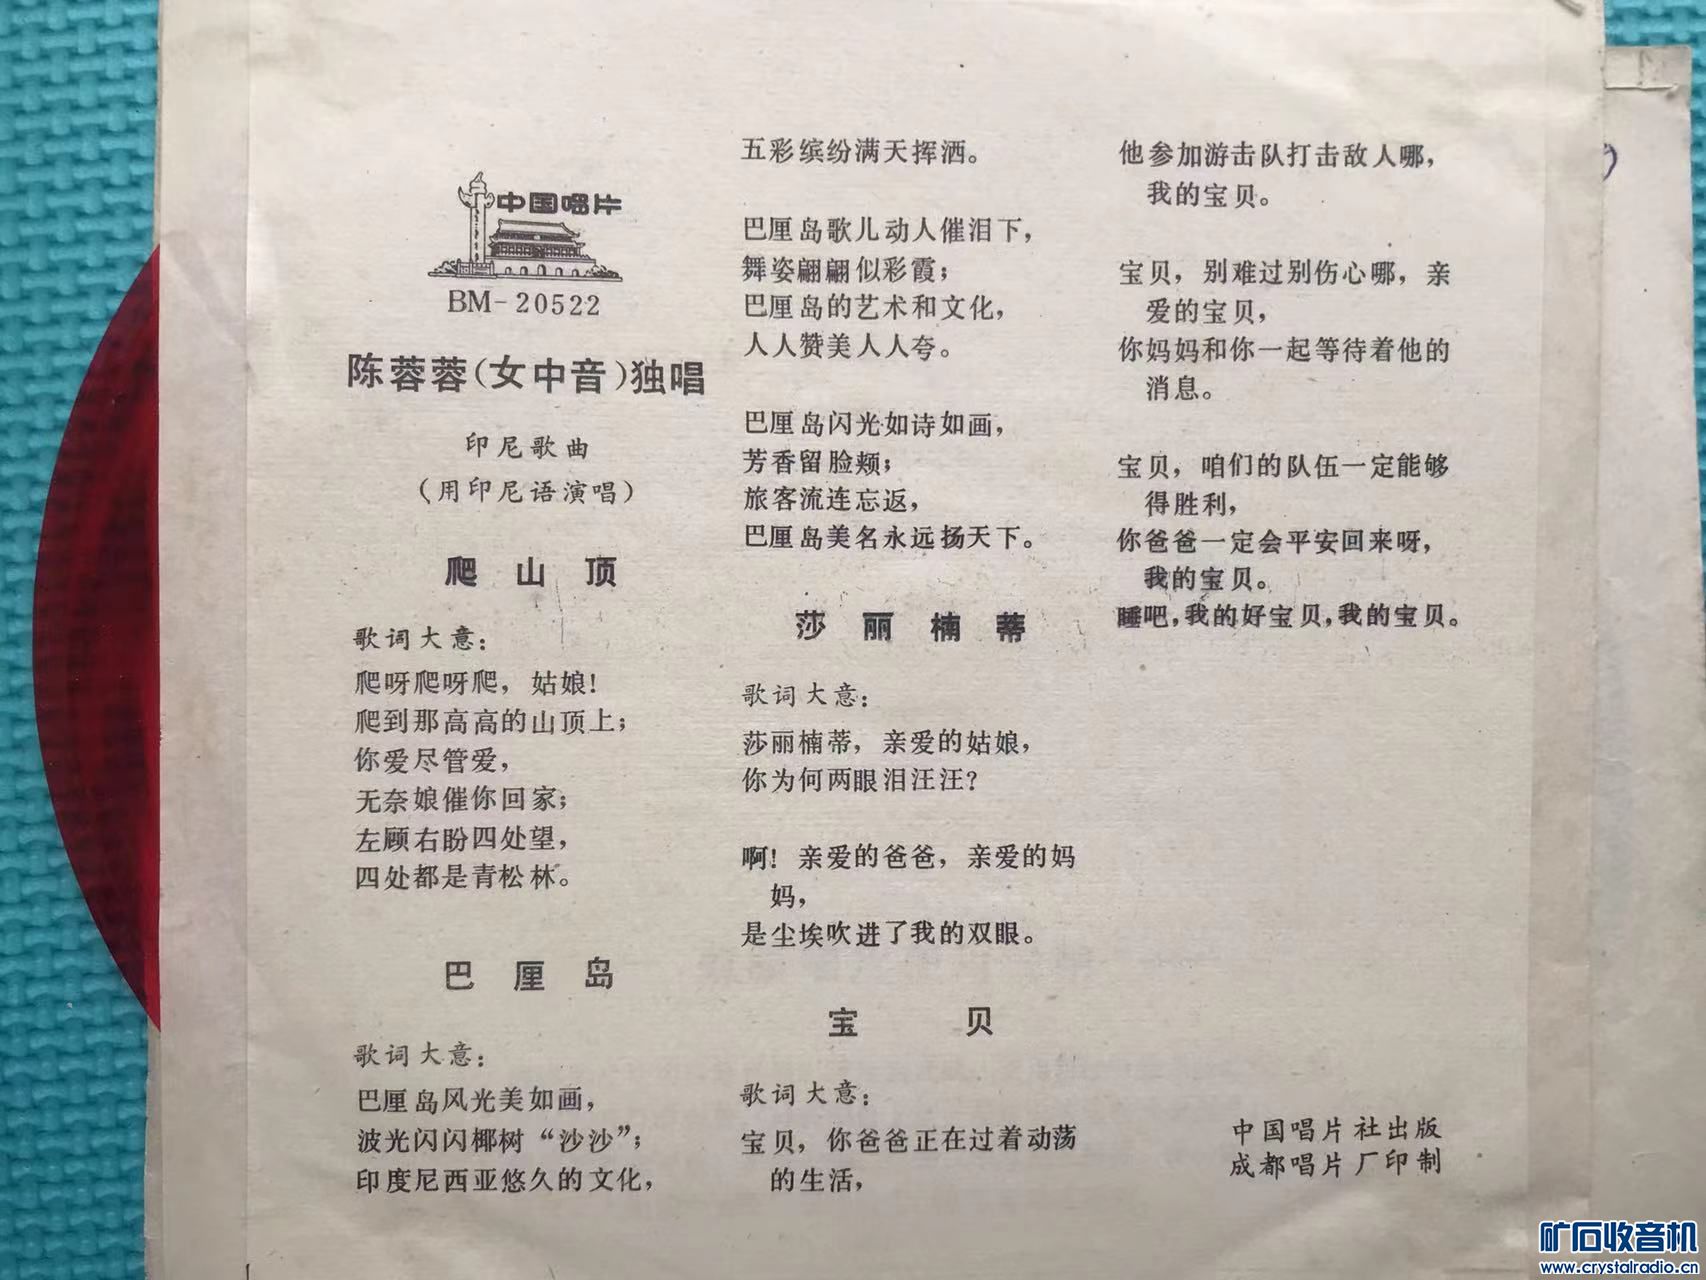 中国唱片
BM-20522
陈蓉蓉(女中音)独唱
印尼歌曲
(用印尼语演唱)
爬山顶
歌词大意：
爬呀爬呀爬，姑娘！
爬到那高高的山顶上；
你爱尽管爱，
无奈娘催你回家；
左顾右盼四处望，
四处都是青松林。
巴厘岛
歌词大意：
巴厘岛风光美如画，
波光闪闪椰树“沙沙”；
印度尼西亚悠久的文化，
五彩缤纷满天挥洒。
巴厘岛歌儿动人催泪下，
舞姿翩翩似彩霞；
巴厘岛的艺术和文化，
人人赞美人人夸。
巴厘岛闪光如诗如画，
芳香留脸颊；
旅客流连忘返，
巴厘岛美名永远扬天下。
莎丽楠蒂
歌词大意：
莎丽楠蒂，亲爱的姑娘，
你为何两眼泪汪汪？
啊！亲爱的爸爸，亲爱的妈
妈，
是尘埃吹进了我的双眼。
宝贝
歌词大意：
宝贝，你爸爸正在过着动荡
的生活，
他参加游击队打击敌人哪，
我的宝贝。
宝贝，别难过别伤心哪，亲
爱的宝贝，
你妈妈和你一起等待着他的
消息。
宝贝，咱们的队伍一定能够
得胜利，
你爸爸一定会平安回来呀，
我的宝贝。
睡吧，我的好宝贝，我的宝贝。
中国唱片社出版
成都唱片厂印制
矿石收音机
www.crystalradio.cn